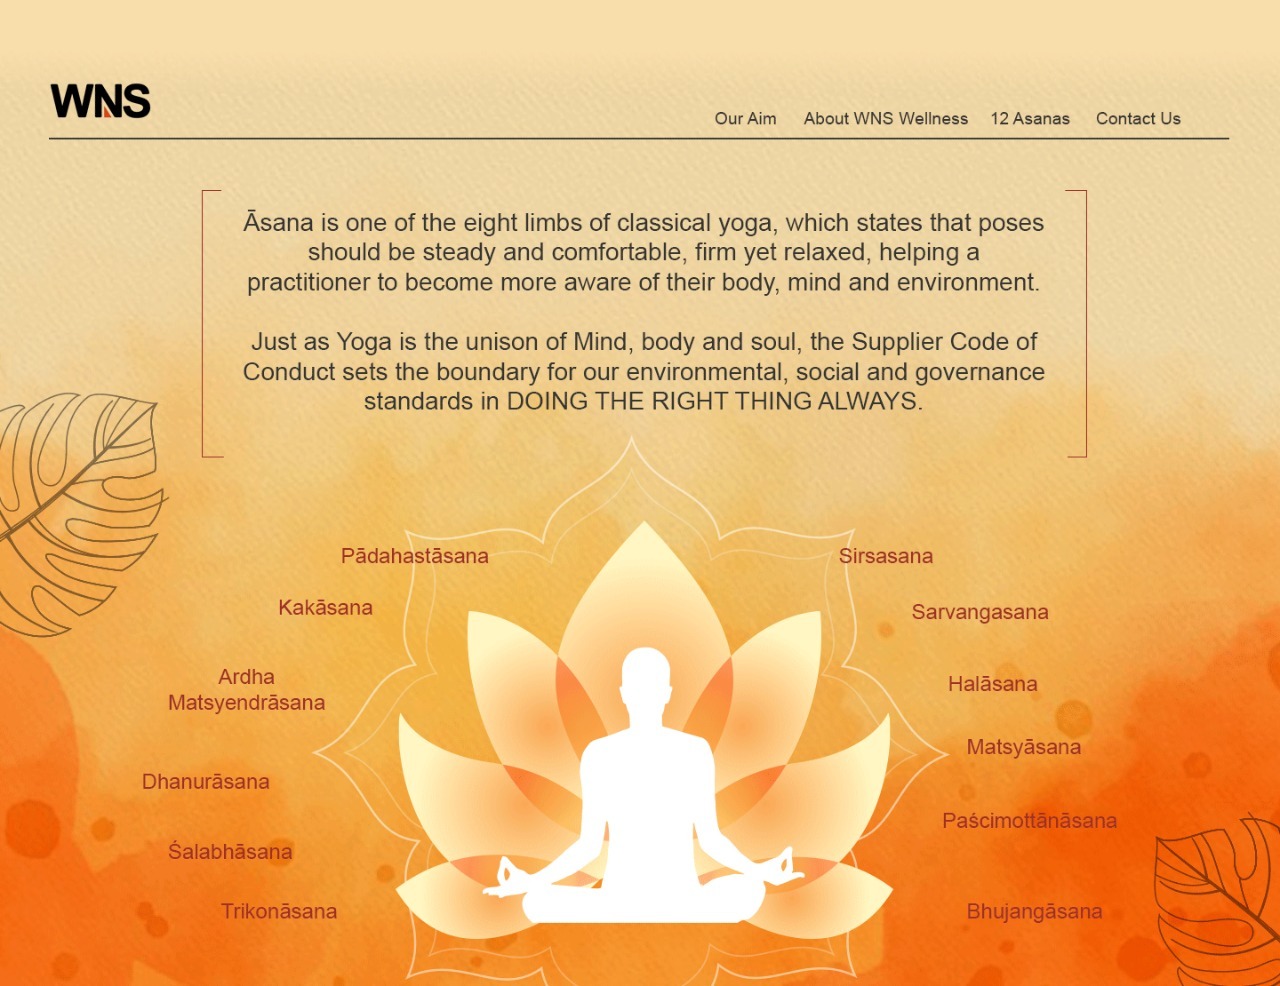 WNS
Our Aim
About WNS Wellness
12 Asanas
Contact Us
Āsana is one of the eight limbs of classical yoga, which states that poses
should be steady and comfortable, firm yet relaxed, helping a
practitioner to become more aware of their body, mind and environment.
Just as Yoga is the unison of Mind, body and soul, the Supplier Code of
Conduct sets the boundary for our environmental, social and governance
standards in DOING THE RIGHT THING ALWAYS.
Pādahastāsana
Sirsasana
Kakāsana
Sarvangasana
Ardha
Matsyendrāsana
Halāsana
Matsyāsana
Dhanurāsana
Paścimottānāsana
Śalabhāsana
Trikonāsana
Bhujangāsana